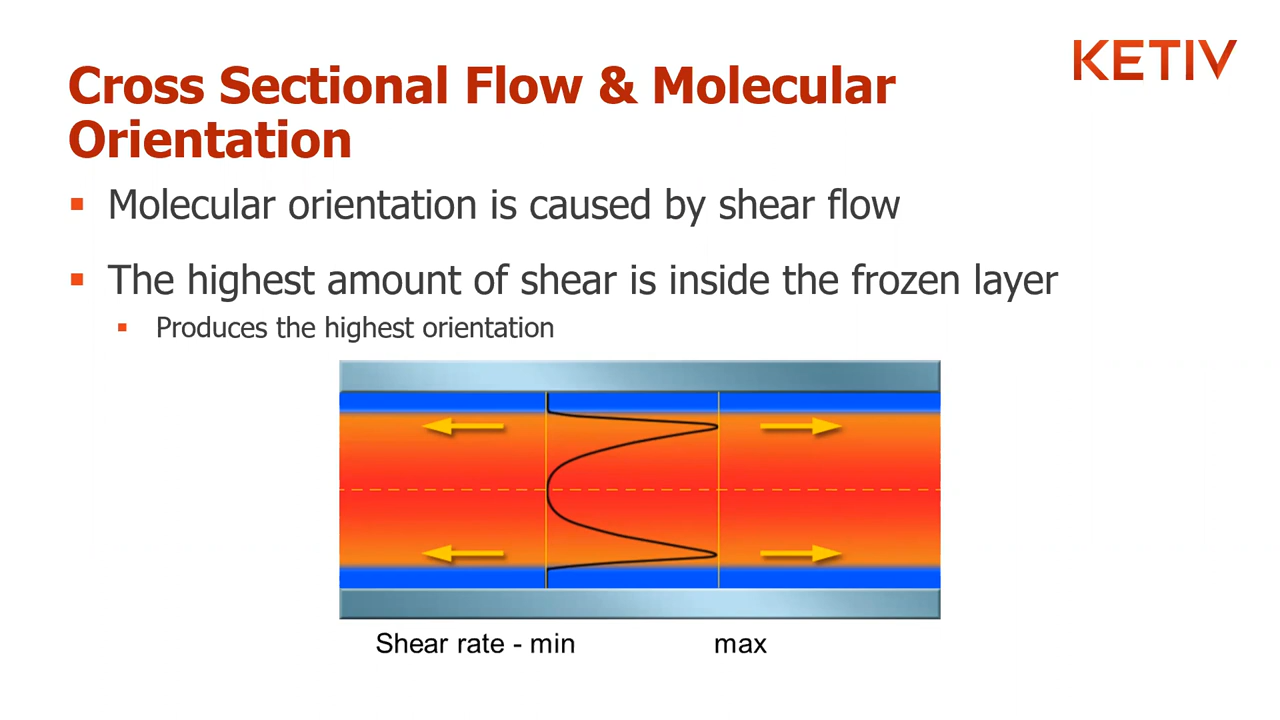 KETIV
Cross Sectional Flow & Molecular
Orientation
▪ Molecular orientation is caused by shear flow
▪ The highest amount of shear is inside the frozen layer
▪ Produces the highest orientation
Shear rate - min max